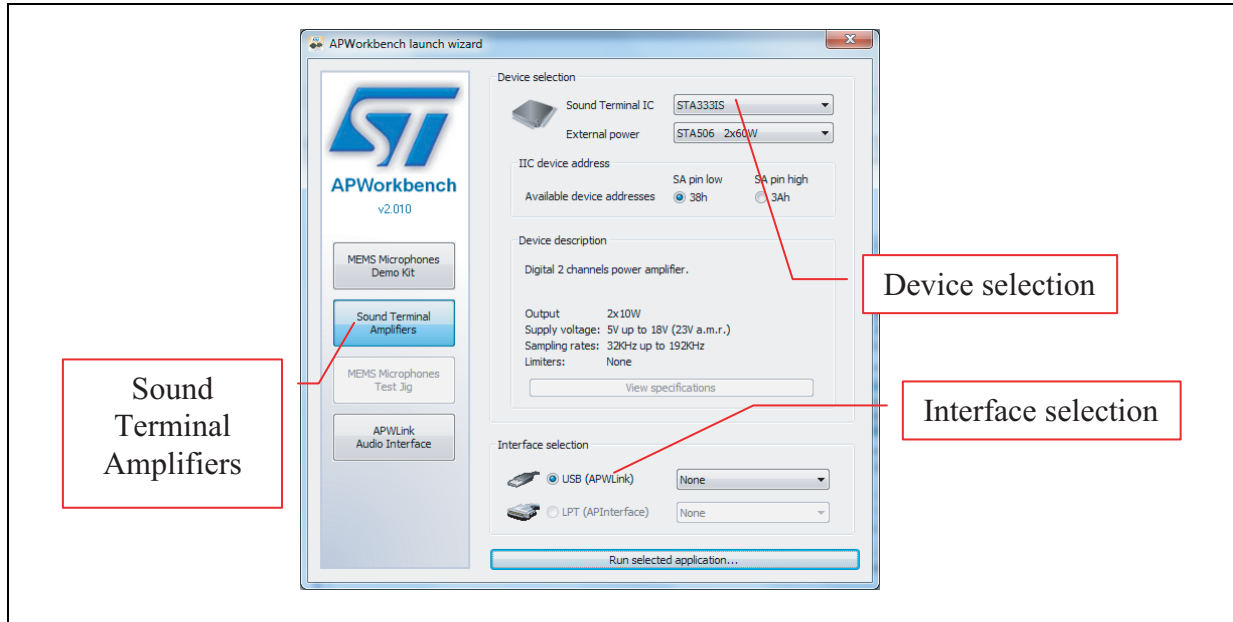 APWorkbench launch wizard
ST
APWorkbench
v2.010
MEMS Microphones
Demo Kit
Sound Terminal
Amplifiers
MEMS Microphones
Test Jig
APWLink
Audio Interface
Device selection
Sound Terminal IC STA333IS
External power STA506 2x60W
IIC device address
SA pin low SA pin high
Available device addresses 38h 3Ah
Device description
Digital 2 channels power amplifier.
Output 2x10W
Supply voltage: 5V up to 18V (23V a.m.r.)
Sampling rates: 32KHz up to 192KHz
Limiters: None
View specifications
Interface selection
USB (APWLink) None
LPT (APInterface) None
Run selected application...
Sound
Terminal
Amplifiers
Device selection
Interface selection